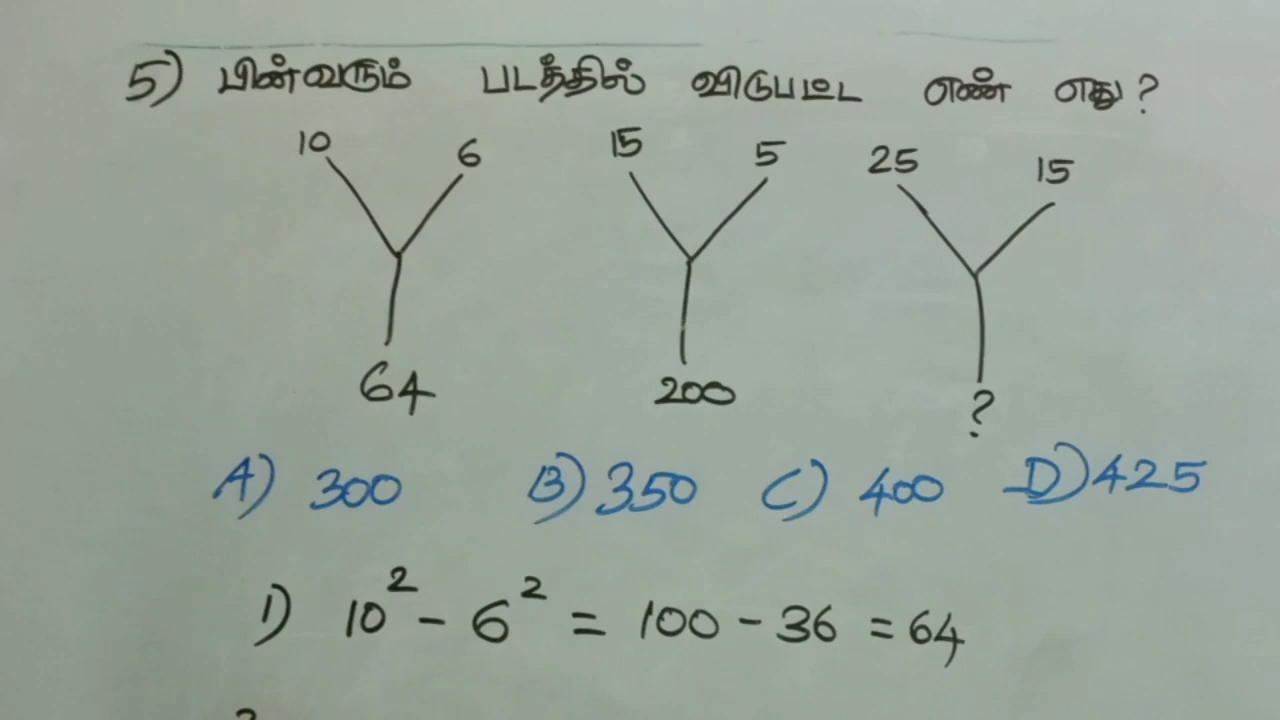 5) பின்வரும் படத்தில் விடுபட்ட எண் எது?
10 6 15 5 25 15
64 200 ?
A) 300 B) 350 C) 400 D) 425
1) 10² - 6² = 100 - 36 = 64